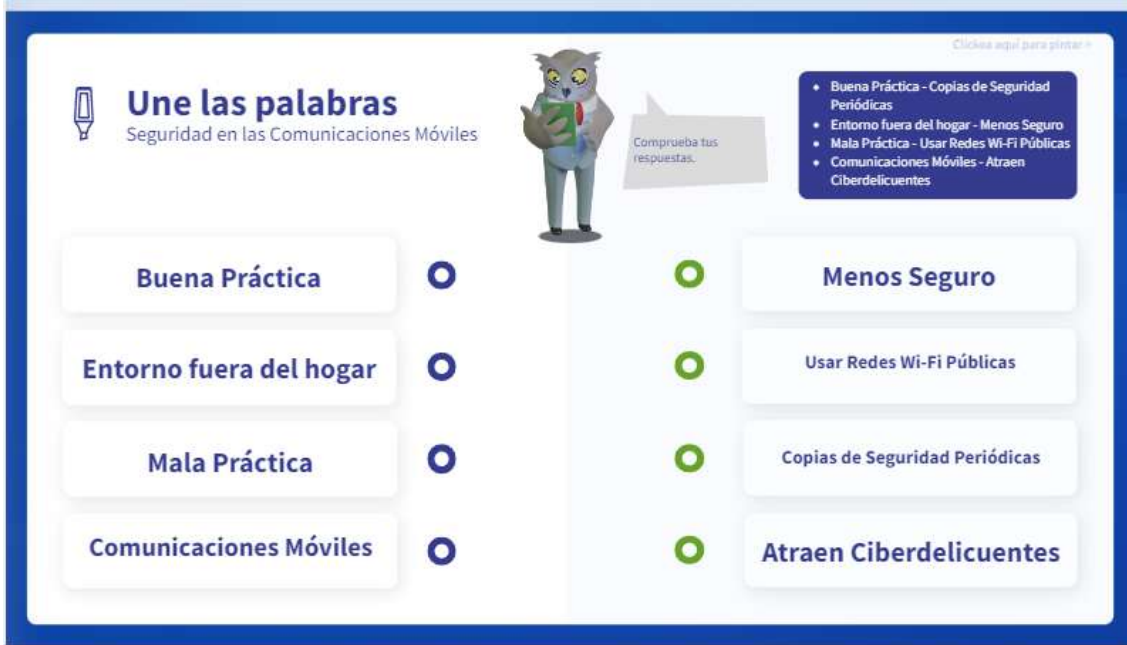 Clickea aquí para pintar >
Une las palabras
Seguridad en las Comunicaciones Móviles
Comprueba tus
respuestas.
• Buena Práctica - Copias de Seguridad
Periódicas
• Entorno fuera del hogar - Menos Seguro
• Mala Práctica - Usar Redes Wi-Fi Públicas
• Comunicaciones Móviles - Atraen
Ciberdelicuentes
Buena Práctica
Menos Seguro
Entorno fuera del hogar
Usar Redes Wi-Fi Públicas
Mala Práctica
Copias de Seguridad Periódicas
Comunicaciones Móviles
Atraen Ciberdelicuentes